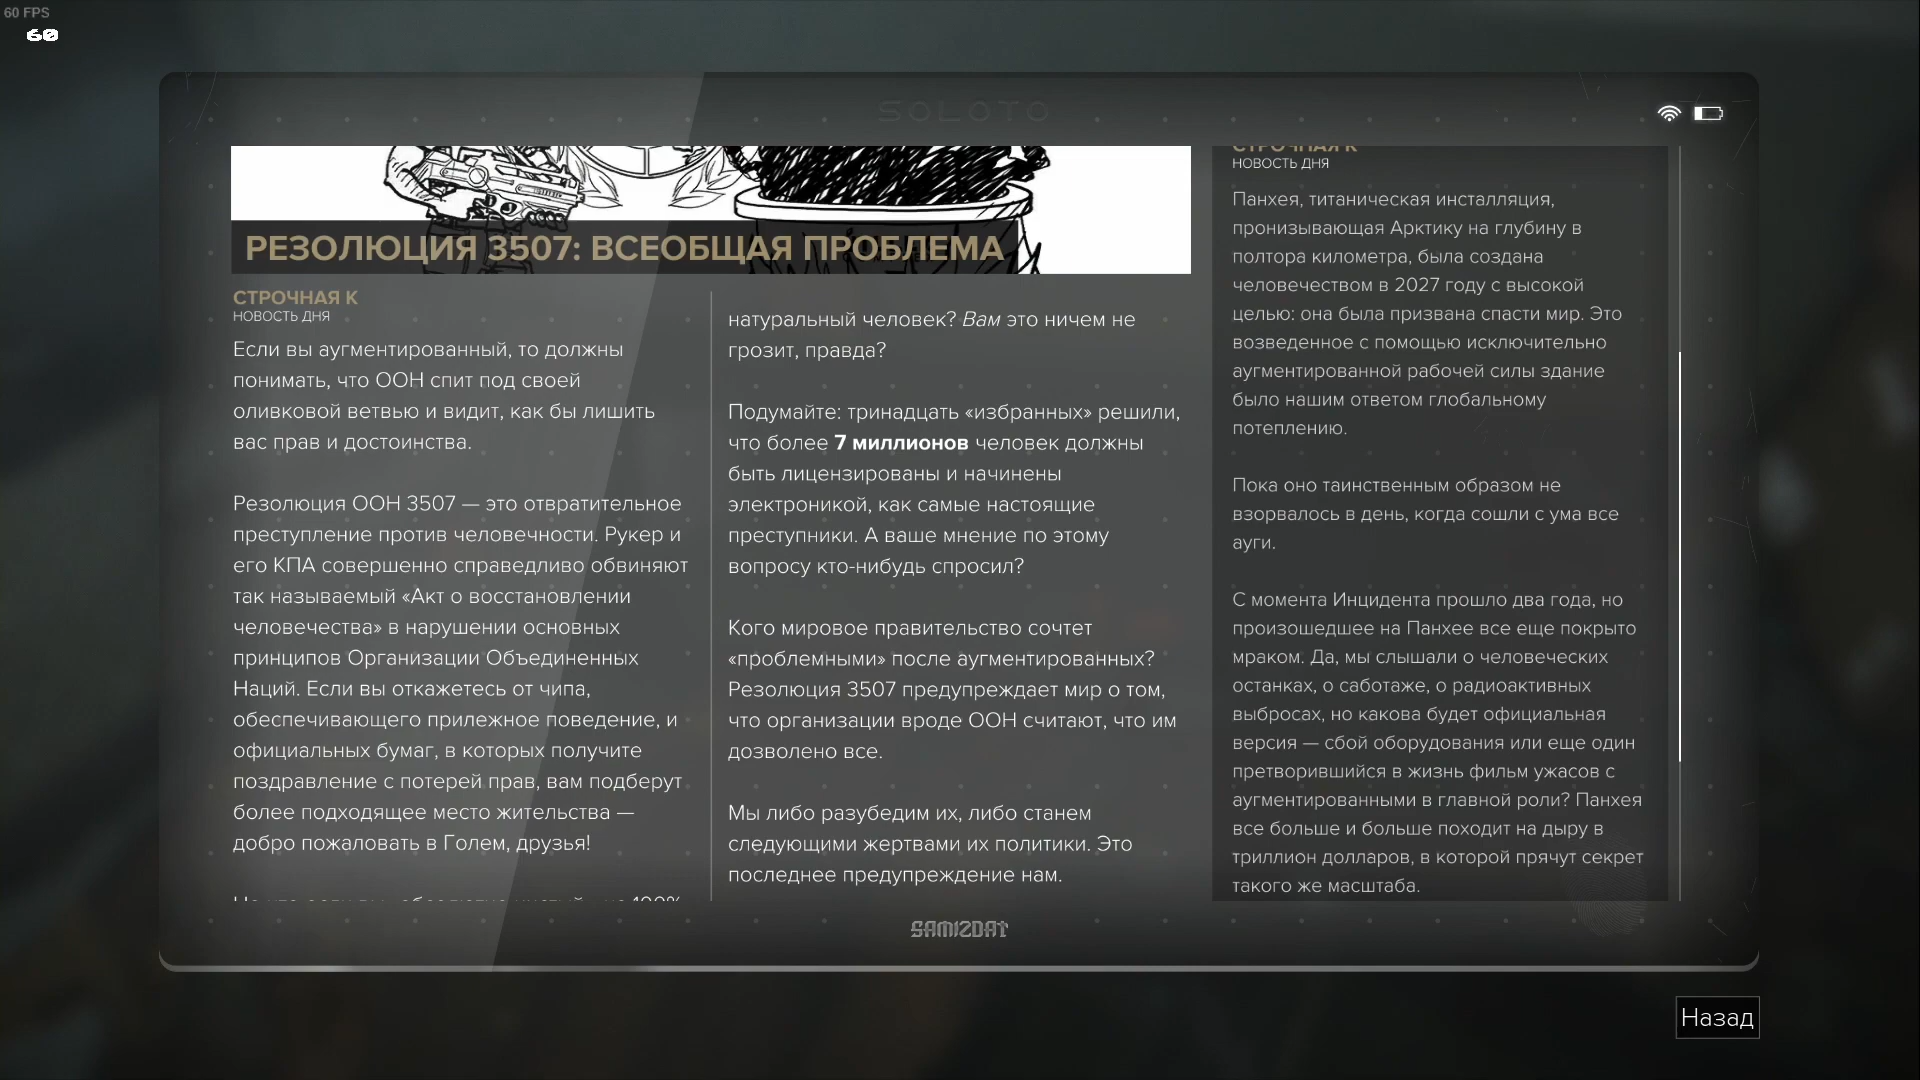 60 FPS
60
SOLOTO
РЕЗОЛЮЦИЯ 3507: ВСЕОБЩАЯ ПРОБЛЕМА
СТРОЧНАЯ К
НОВОСТЬ ДНЯ
Если вы аугментированный, то должны
понимать, что ООН спит под своей
оливковой ветвью и видит, как бы лишить
вас прав и достоинства.
Резолюция ООН 3507 — это отвратительное
преступление против человечности. Рукер и
его КПА совершенно справедливо обвиняют
так называемый «Акт о восстановлении
человечества» в нарушении основных
принципов Организации Объединенных
Наций. Если вы откажетесь от чипа,
обеспечивающего прилежное поведение, и
официальных бумаг, в которых получите
поздравление с потерей прав, вам подберут
более подходящее место жительства —
добро пожаловать в Голем, друзья!
натуральный человек? Вам это ничем не
грозит, правда?
Подумайте: тринадцать «избранных» решили,
что более 7 миллионов человек должны
быть лицензированы и начинены
электроникой, как самые настоящие
преступники. А ваше мнение по этому
вопросу кто-нибудь спросил?
Кого мировое правительство сочтет
«проблемными» после аугментированных?
Резолюция 3507 предупреждает мир о том,
что организации вроде ООН считают, что им
дозволено все.
Мы либо разубедим их, либо станем
следующими жертвами их политики. Это
последнее предупреждение нам.
СТРОЧНАЯ К
НОВОСТЬ ДНЯ
Панхея, титаническая инсталляция,
пронизывающая Арктику на глубину в
полтора километра, была создана
человечеством в 2027 году с высокой
целью: она была призвана спасти мир. Это
возведенное с помощью исключительно
аугментированной рабочей силы здание
было нашим ответом глобальному
потеплению.
Пока оно таинственным образом не
взорвалось в день, когда сошли с ума все
ауги.
С момента Инцидента прошло два года, но
произошедшее на Панхее все еще покрыто
мраком. Да, мы слышали о человеческих
останках, о саботаже, о радиоактивных
выбросах, но какова будет официальная
версия — сбой оборудования или еще один
претворившийся в жизнь фильм ужасов с
аугментированными в главной роли? Панхея
все больше и больше походит на дыру в
триллион долларов, в которой прячут секрет
такого же масштаба.
SAMIZDAT
Назад